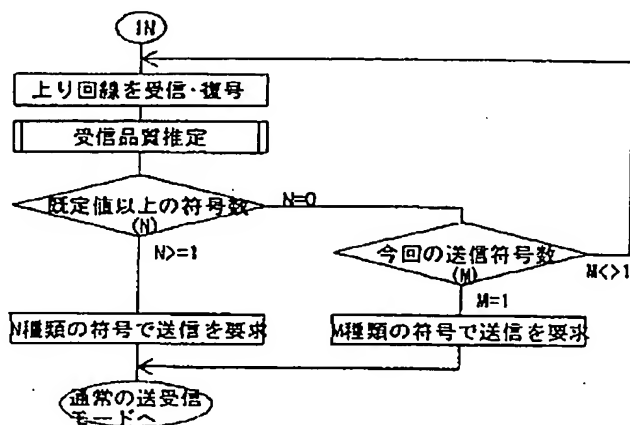 IN
上り回線を受信・復号
受信品質推定
既定値以上の符号数
(N)
N=0
N>=1
今回の送信符号数
(M)
M<>1
M=1
N種類の符号で送信を要求
M種類の符号で送信を要求
通常の送受信
モードへ